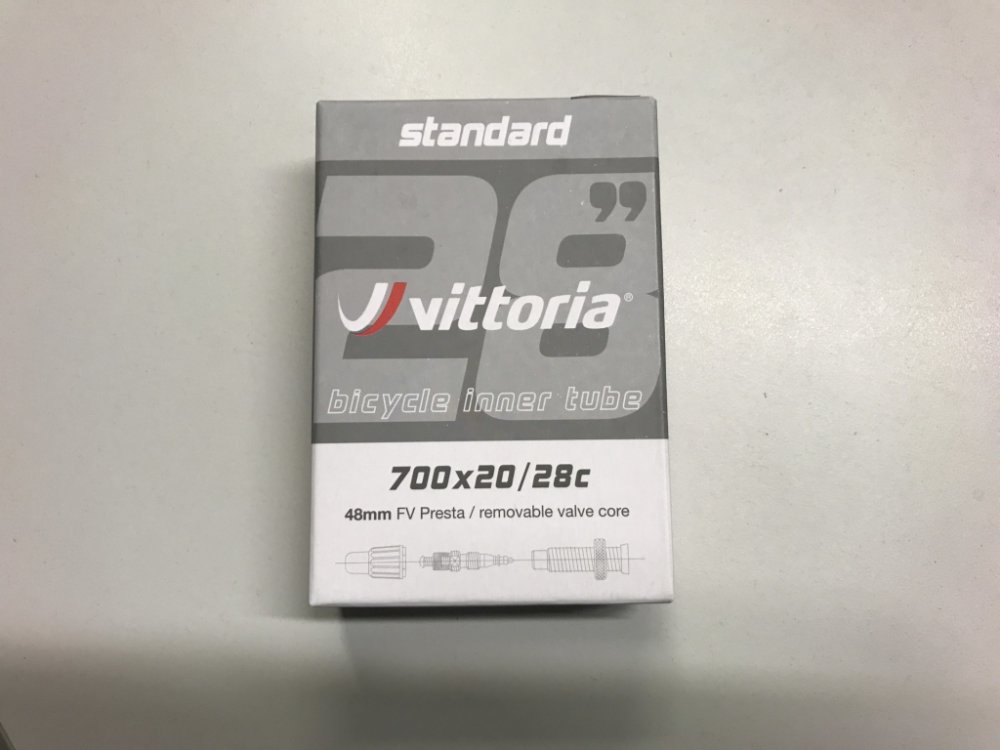 standard
28”
vittoria®
bicycle inner tube
700x20/28c
48mm FV Presta / removable valve core